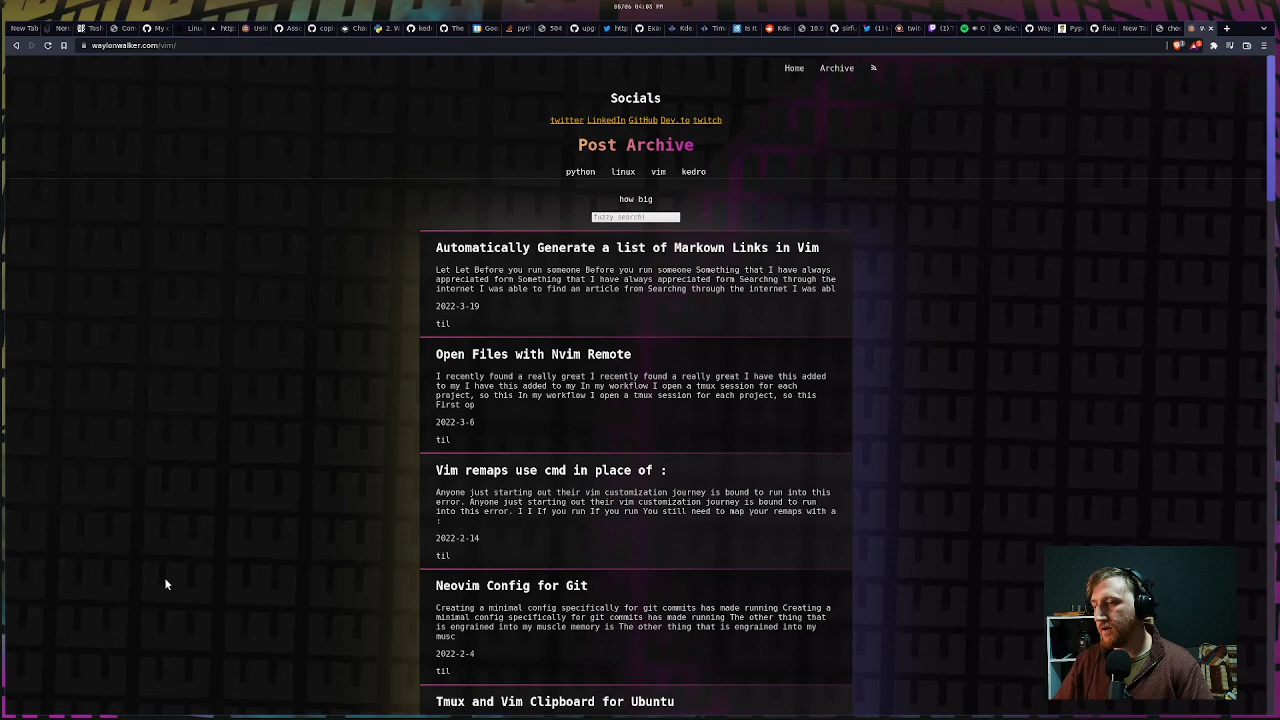 05/06 04:03 PM
New Tab
waylonwalker.com/vim/
Home Archive
Socials
twitter LinkedIn GitHub Dev.to twitch
Post Archive
python linux vim kedro
how big
fuzzy search!
Automatically Generate a list of Markown Links in Vim
Let Let Before you run someone Before you run someone Something that I have always
appreciated form Something that I have always appreciated form Searchng through the
internet I was able to find an article from Searchng through the internet I was abl
2022-3-19
til
Open Files with Nvim Remote
I recently found a really great I recently found a really great I have this added
to my I have this added to my In my workflow I open a tmux session for each
project, so this In my workflow I open a tmux session for each project, so this
First op
2022-3-6
til
Vim remaps use cmd in place of :
Anyone just starting out their vim customization journey is bound to run into this
error. Anyone just starting out their vim customization journey is bound to run
into this error. I I If you run If you run You still need to map your remaps with a
:
2022-2-14
til
Neovim Config for Git
Creating a minimal config specifically for git commits has made running Creating a
minimal config specifically for git commits has made running The other thing that
is engrained into my muscle memory is The other thing that is engrained into my
musc
2022-2-4
til
Tmux and Vim Clipboard for Ubuntu